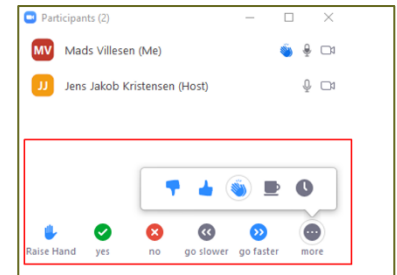 Participants (2)
MV Mads Villesen (Me)
JJ Jens Jakob Kristensen (Host)
Raise Hand yes no go slower go faster more